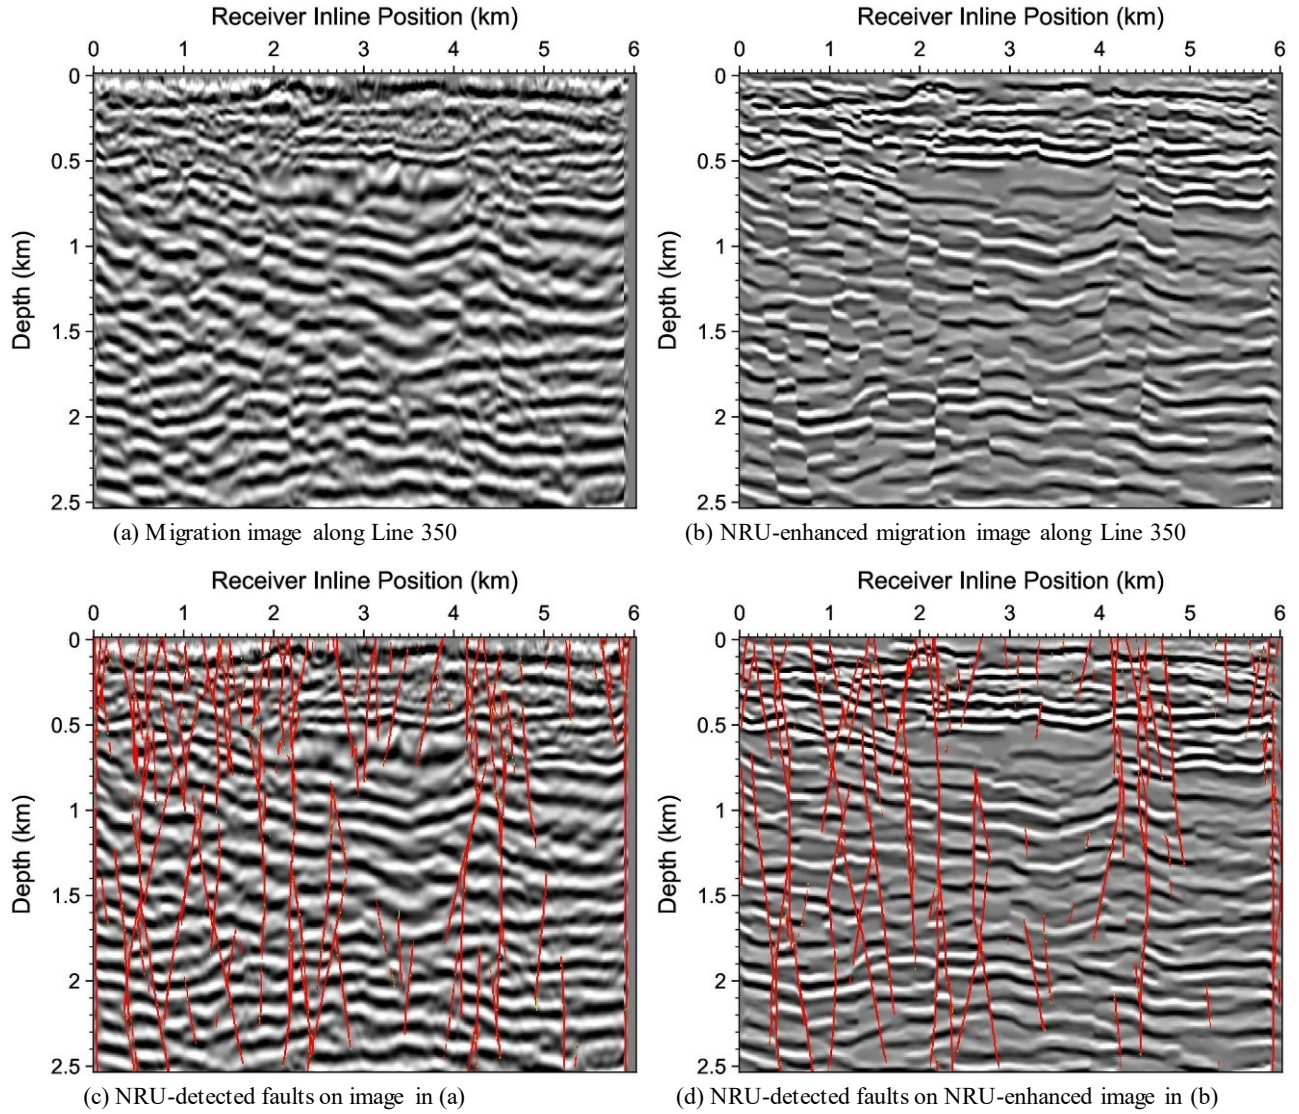 Receiver Inline Position (km)
Receiver Inline Position (km)
0 1 2 3 4 5 6
0 1 2 3 4 5 6
Depth (km)
0
0.5
1
1.5
2
2.5
Depth (km)
0
0.5
1
1.5
2
2.5
(a) Migration image along Line 350
(b) NRU-enhanced migration image along Line 350
Receiver Inline Position (km)
Receiver Inline Position (km)
0 1 2 3 4 5 6
0 1 2 3 4 5 6
Depth (km)
0
0.5
1
1.5
2
2.5
Depth (km)
0
0.5
1
1.5
2
2.5
(c) NRU-detected faults on image in (a)
(d) NRU-detected faults on NRU-enhanced image in (b)